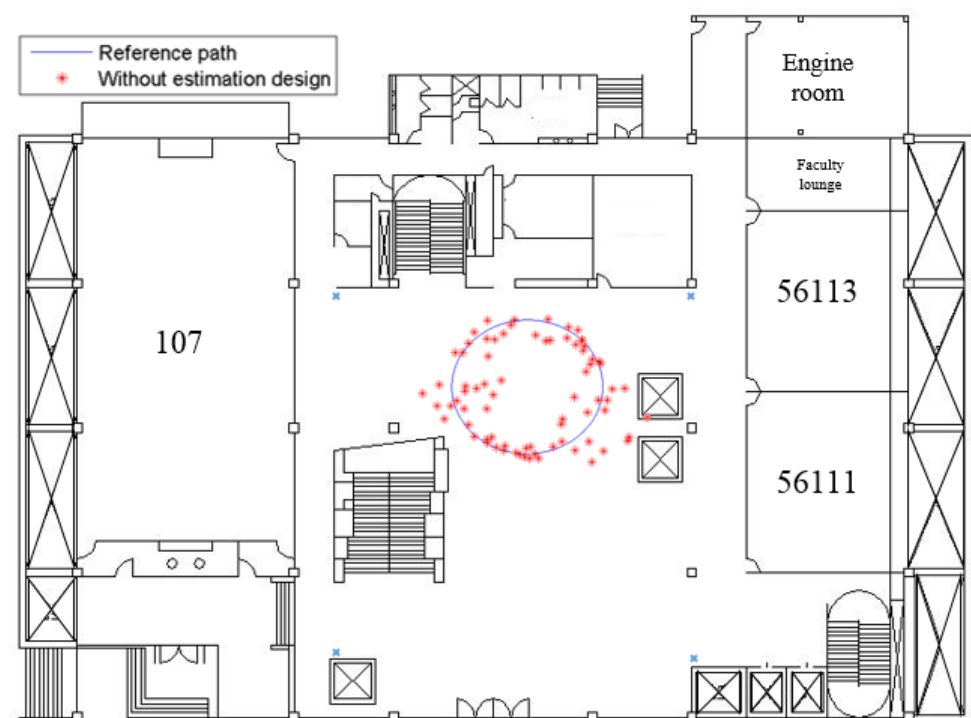 Reference path
Without estimation design
Engine
room
Faculty
lounge
56113
107
56111